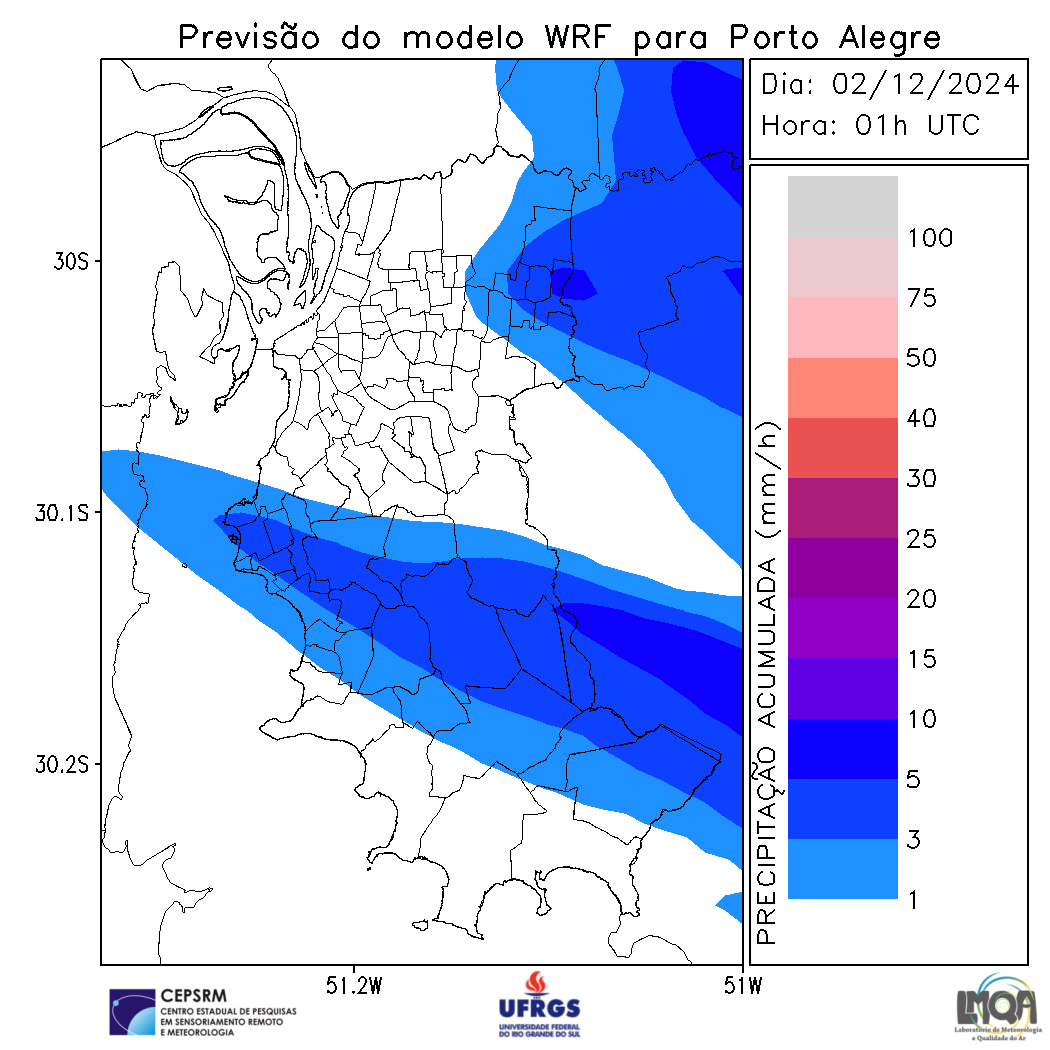 Previsão do modelo WRF para Porto Alegre
Dia: 02/12/2024
Hora: 01h UTC
30S
30.1S
30.2S
51.2W
51W
PRECIPITAÇÃO ACUMULADA (mm/h)
100
75
50
40
30
25
20
15
10
5
3
1
CEPSRM
CENTRO ESTADUAL DE PESQUISAS
EM SENSORIAMENTO REMOTO
E METEOROLOGIA
UFRGS
UNIVERSIDADE FEDERAL
DO RIO GRANDE DO SUL
LMQA
Laboratório de Meteorologia
e Qualidade do Ar